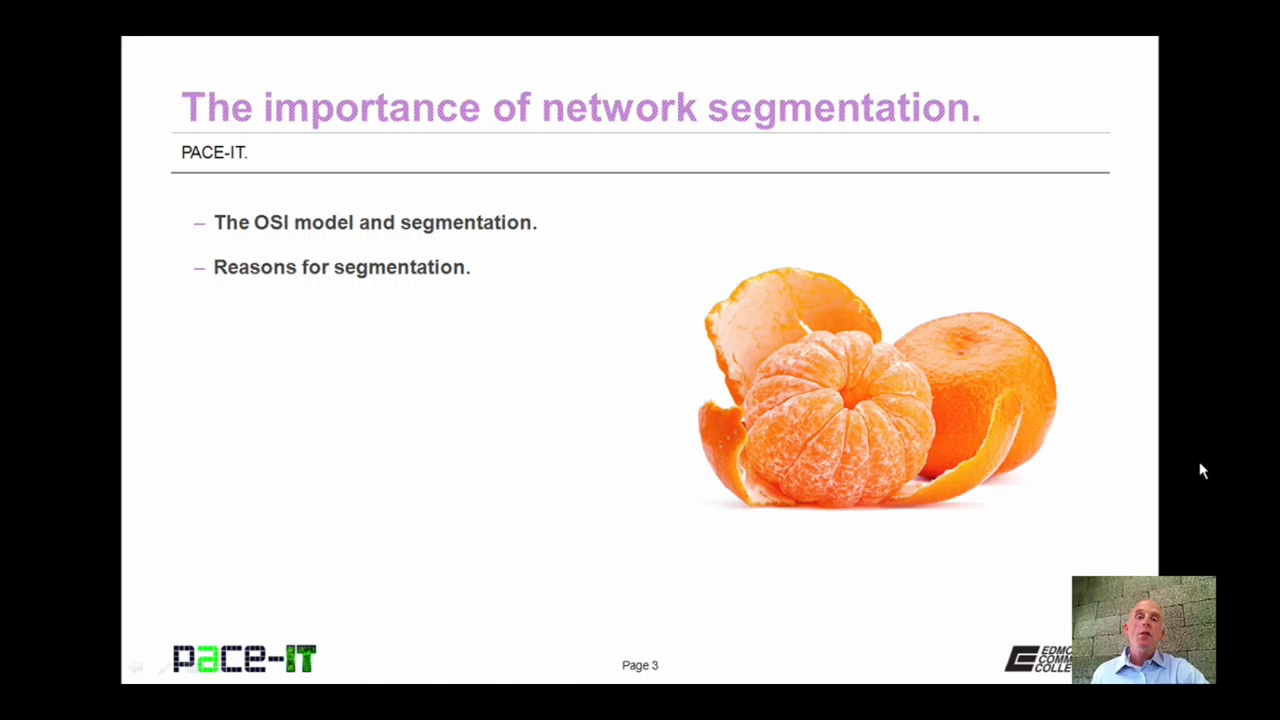 The importance of network segmentation.
PACE-IT.
– The OSI model and segmentation.
– Reasons for segmentation.
pace-IT
Page 3